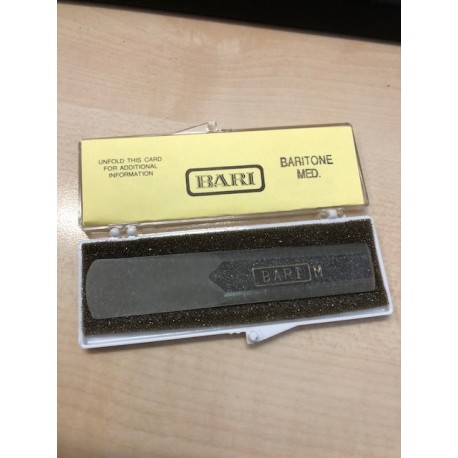 UNFOLD THIS CARD
FOR ADDITIONAL
INFORMATION
BARI
BARITONE
MED.
BARI M